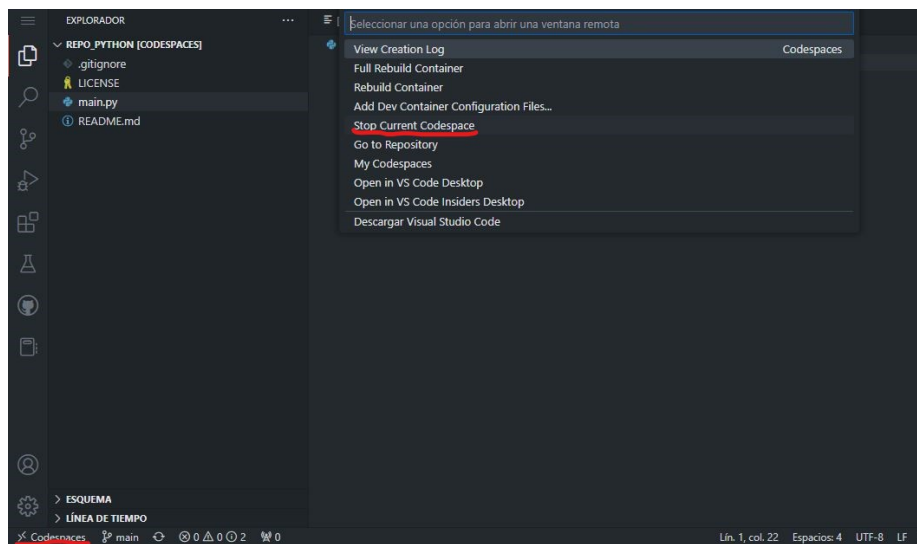 EXPLORADOR
REPO_PYTHON [CODESPACES]
.gitignore
LICENSE
main.py
README.md
Seleccionar una opción para abrir una ventana remota
View Creation Log Codespaces
Full Rebuild Container
Rebuild Container
Add Dev Container Configuration Files...
Stop Current Codespace
Go to Repository
My Codespaces
Open in VS Code Desktop
Open in VS Code Insiders Desktop
Descargar Visual Studio Code
ESQUEMA
LÍNEA DE TIEMPO
Codespaces main 0 0 2 0 Lín. 1, col. 22 Espacios: 4 UTF-8 LF